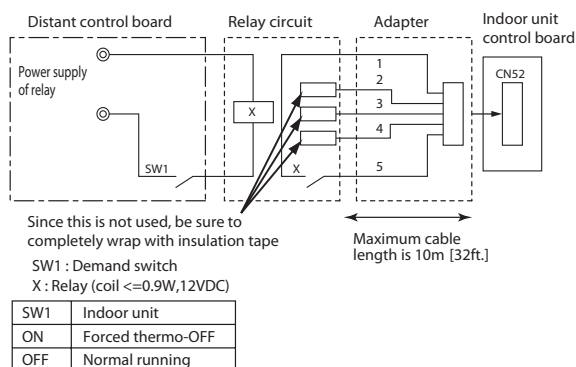 Distant control board
Relay circuit
Adapter
Indoor unit
control board
Power supply
of relay
X
1
2
3
4
5
CN52
SW1
X
Since this is not used, be sure to
completely wrap with insulation tape
Maximum cable
length is 10m [32ft.]
SW1 : Demand switch
X : Relay (coil <=0.9W,12VDC)
SW1 Indoor unit
ON Forced thermo-OFF
OFF Normal running